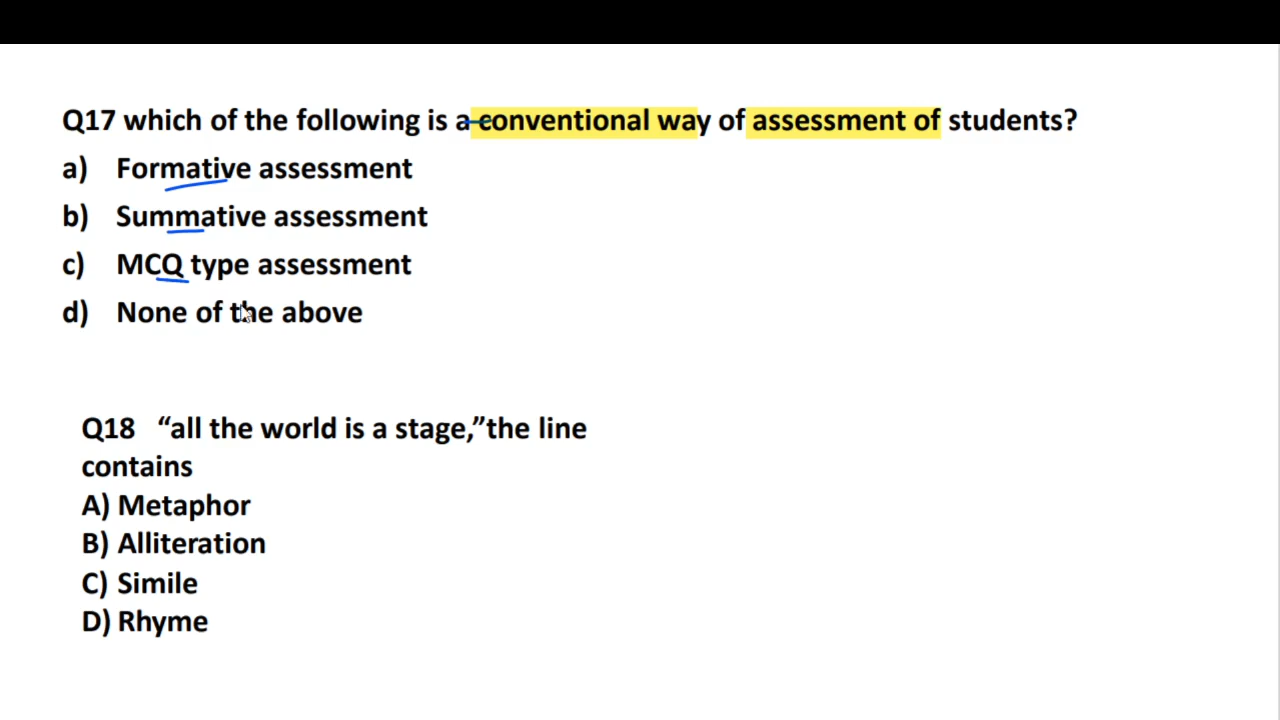 Q17 which of the following is a conventional way of assessment of students?
a) Formative assessment
b) Summative assessment
c) MCQ type assessment
d) None of the above
Q18 “all the world is a stage,”the line
contains
A) Metaphor
B) Alliteration
C) Simile
D) Rhyme